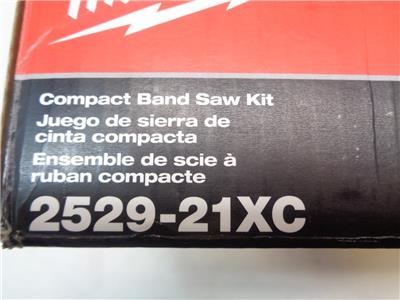 Compact Band Saw Kit
Juego de sierra de
cinta compacta
Ensemble de scie à
ruban compacte
2529-21XC